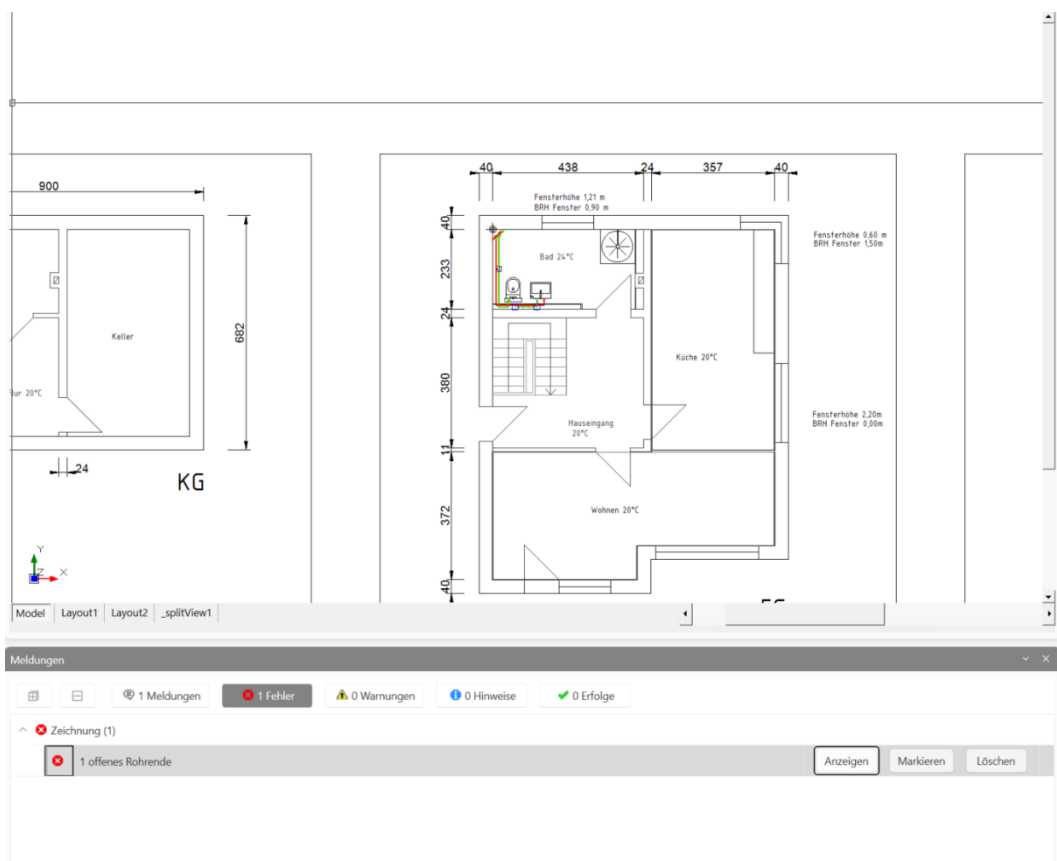 900
682
Keller
lur 20°C
24
KG
Y
Z
X
40
438
24
357
40
Fensterhöhe 1,21 m
BRH Fenster 0,90 m
Fensterhöhe 0,60 m
BRH Fenster 1,50m
40
233
24
380
11
372
40
Bad 24°C
Küche 20°C
Fensterhöhe 2,20m
BRH Fenster 0,00m
Hauseingang
20°C
Wohnen 20°C
Model Layout1 Layout2 _splitView1
Meldungen
1 Meldungen 1 Fehler 0 Warnungen 0 Hinweise 0 Erfolge
Zeichnung (1)
1 offenes Rohrende Anzeigen Markieren Löschen